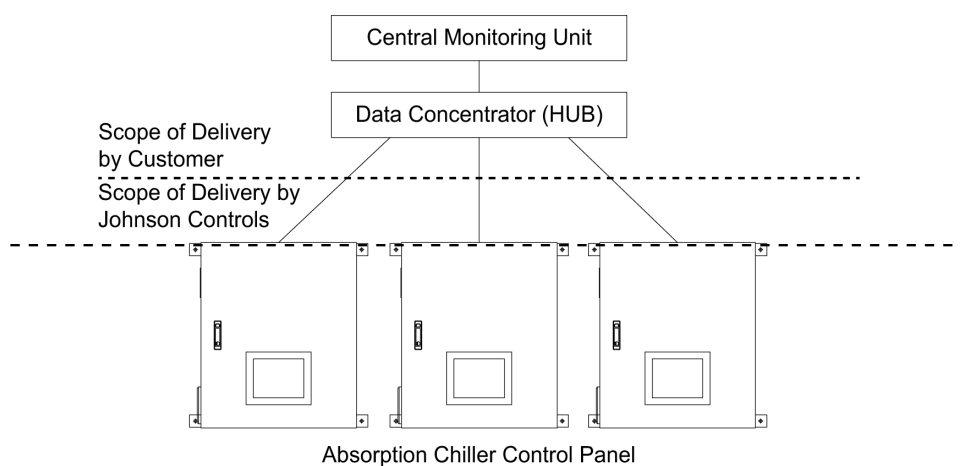 Central Monitoring Unit
Data Concentrator (HUB)
Scope of Delivery
by Customer
Scope of Delivery by
Johnson Controls
Absorption Chiller Control Panel